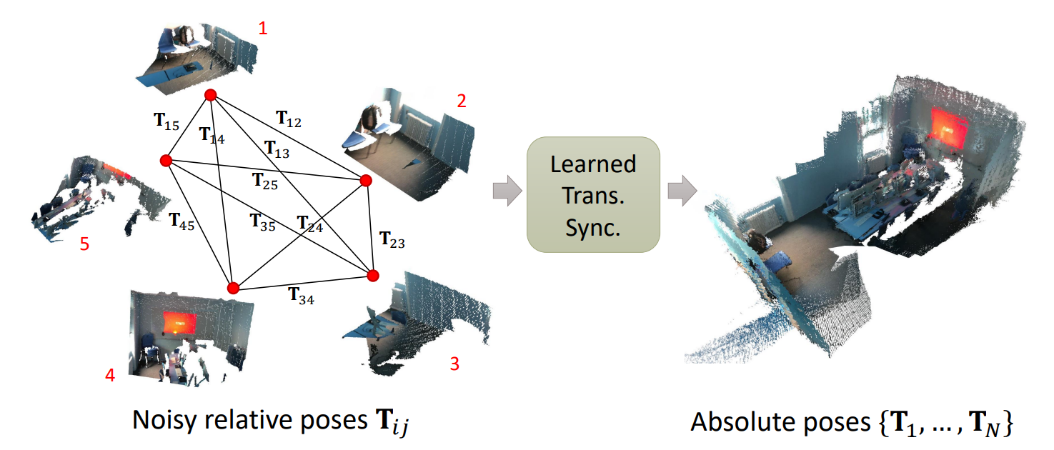 1
2
T₁₂
T₁₅
T₁₄
T₁₃
T₂₅
T₄₅
T₃₅
T₂₄
T₂₃
5
T₃₄
4
3
Learned
Trans.
Sync.
Noisy relative poses Tᵢⱼ
Absolute poses {T₁, … , T_N}